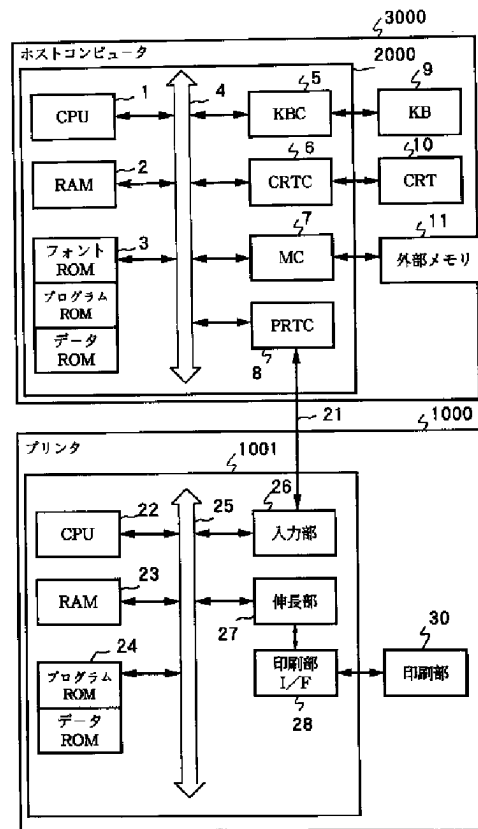 3000
ホストコンピュータ
2000
1
4
5
9
CPU
KBC
KB
2
6
10
RAM
CRTC
CRT
3
7
11
フォント
ROM
MC
外部メモリ
プログラム
ROM
データ
ROM
PRTC
8
21
1000
プリンタ
1001
22
25
26
CPU
入力部
23
RAM
伸長部
27
24
30
プログラム
ROM
印刷部
I/F
印刷部
データ
ROM
28